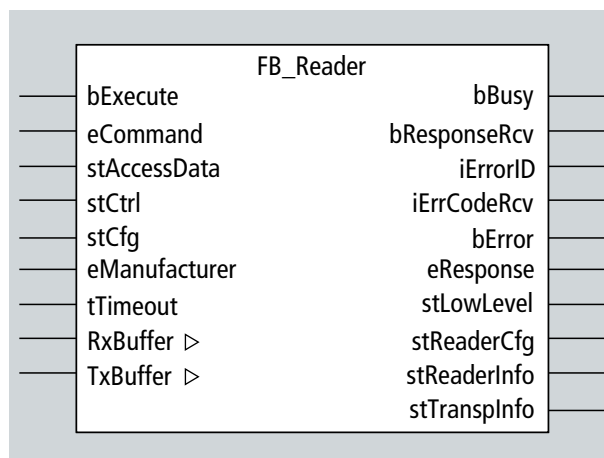 FB_Reader
bExecute bBusy
eCommand bResponseRcv
stAccessData iErrorID
stCtrl iErrCodeRcv
stCfg bError
eManufacturer eResponse
tTimeout stLowLevel
RxBuffer ▷ stReaderCfg
TxBuffer ▷ stReaderInfo
stTranspInfo